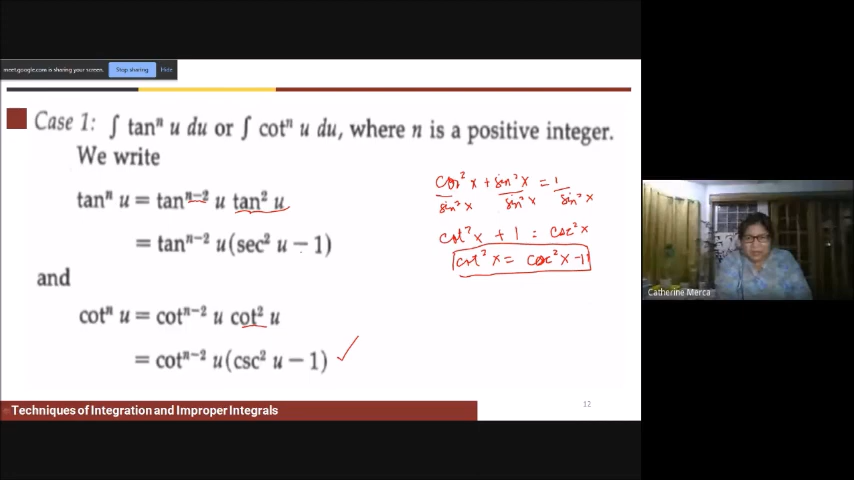 meet.google.com is sharing your screen.
Stop sharing
Hide
Case 1: ∫ tanⁿ u du or ∫ cotⁿ u du, where n is a positive integer.
We write
tanⁿ u = tanⁿ⁻² u tan² u
= tanⁿ⁻² u(sec² u − 1)
and
cotⁿ u = cotⁿ⁻² u cot² u
= cotⁿ⁻² u(csc² u − 1)
cos² x + sin² x = 1
sin² x sin² x sin² x
cot² x + 1 = csc² x
cot² x = csc² x − 1
Techniques of Integration and Improper Integrals
12
Catherine Merca